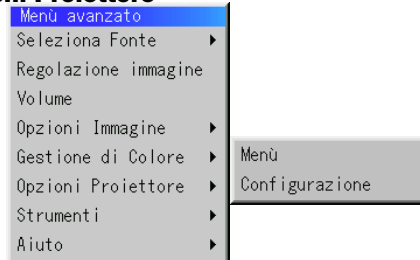 Menù avanzato
Seleziona Fonte
Regolazione immagine
Volume
Opzioni Immagine
Gestione di Colore
Opzioni Proiettore
Strumenti
Aiuto
Menù
Configurazione